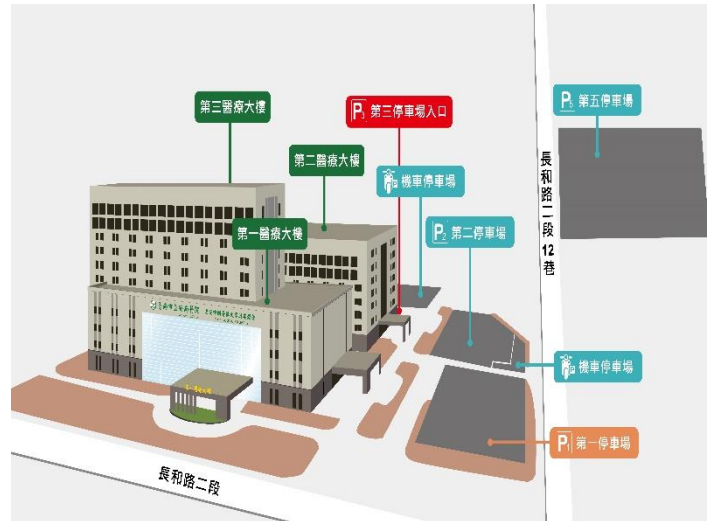 第三醫療大樓
P3 第三停車場入口
P5 第五停車場
第二醫療大樓
機車停車場
長和路二段12巷
第一醫療大樓
P2 第二停車場
機車停車場
P1 第一停車場
長和路二段